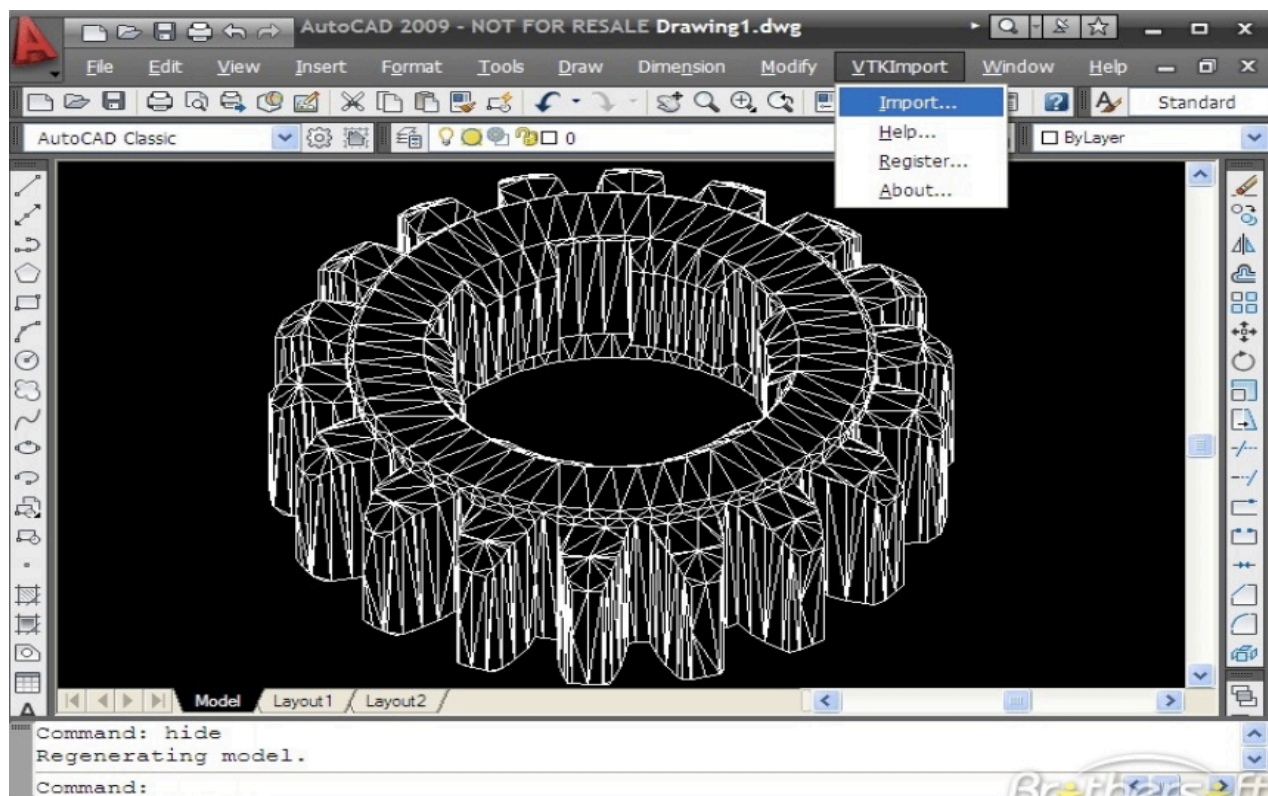 AutoCAD 2009 - NOT FOR RESALE Drawing1.dwg
File Edit View Insert Format Tools Draw Dimension Modify VTKImport Window Help
Import...
Standard
Help...
AutoCAD Classic
0
ByLayer
Register...
About...
Model Layout1 Layout2
A
Command: hide
Regenerating model.
Command:
Brothersoft